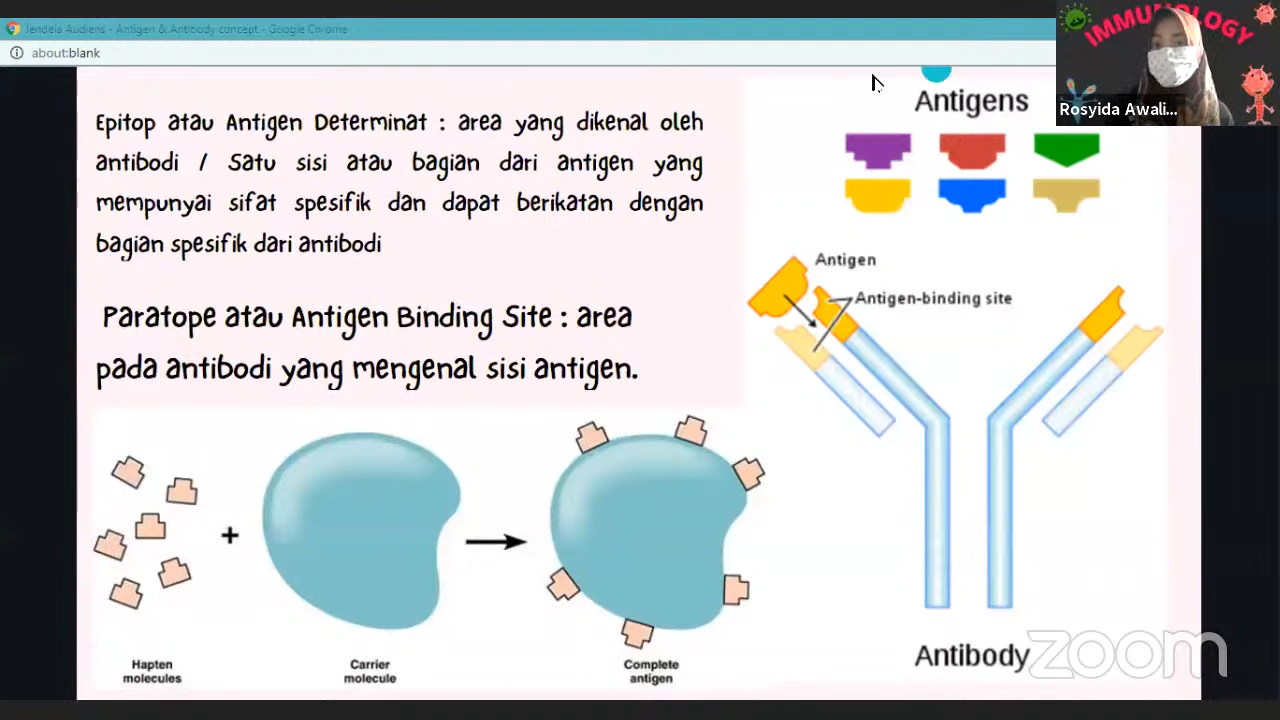 Jendela Audiens - Antigen & Antibody concept - Google Chrome
about:blank
IMMUNOLOGY
Rosyida Awali...
Epitop atau Antigen Determinat : area yang dikenal oleh
antibodi / Satu sisi atau bagian dari antigen yang
mempunyai sifat spesifik dan dapat berikatan dengan
bagian spesifik dari antibodi
Paratope atau Antigen Binding Site : area
pada antibodi yang mengenal sisi antigen.
+
Hapten
molecules
Carrier
molecule
Complete
antigen
Antigens
Antigen
Antigen-binding site
Antibody
zoom